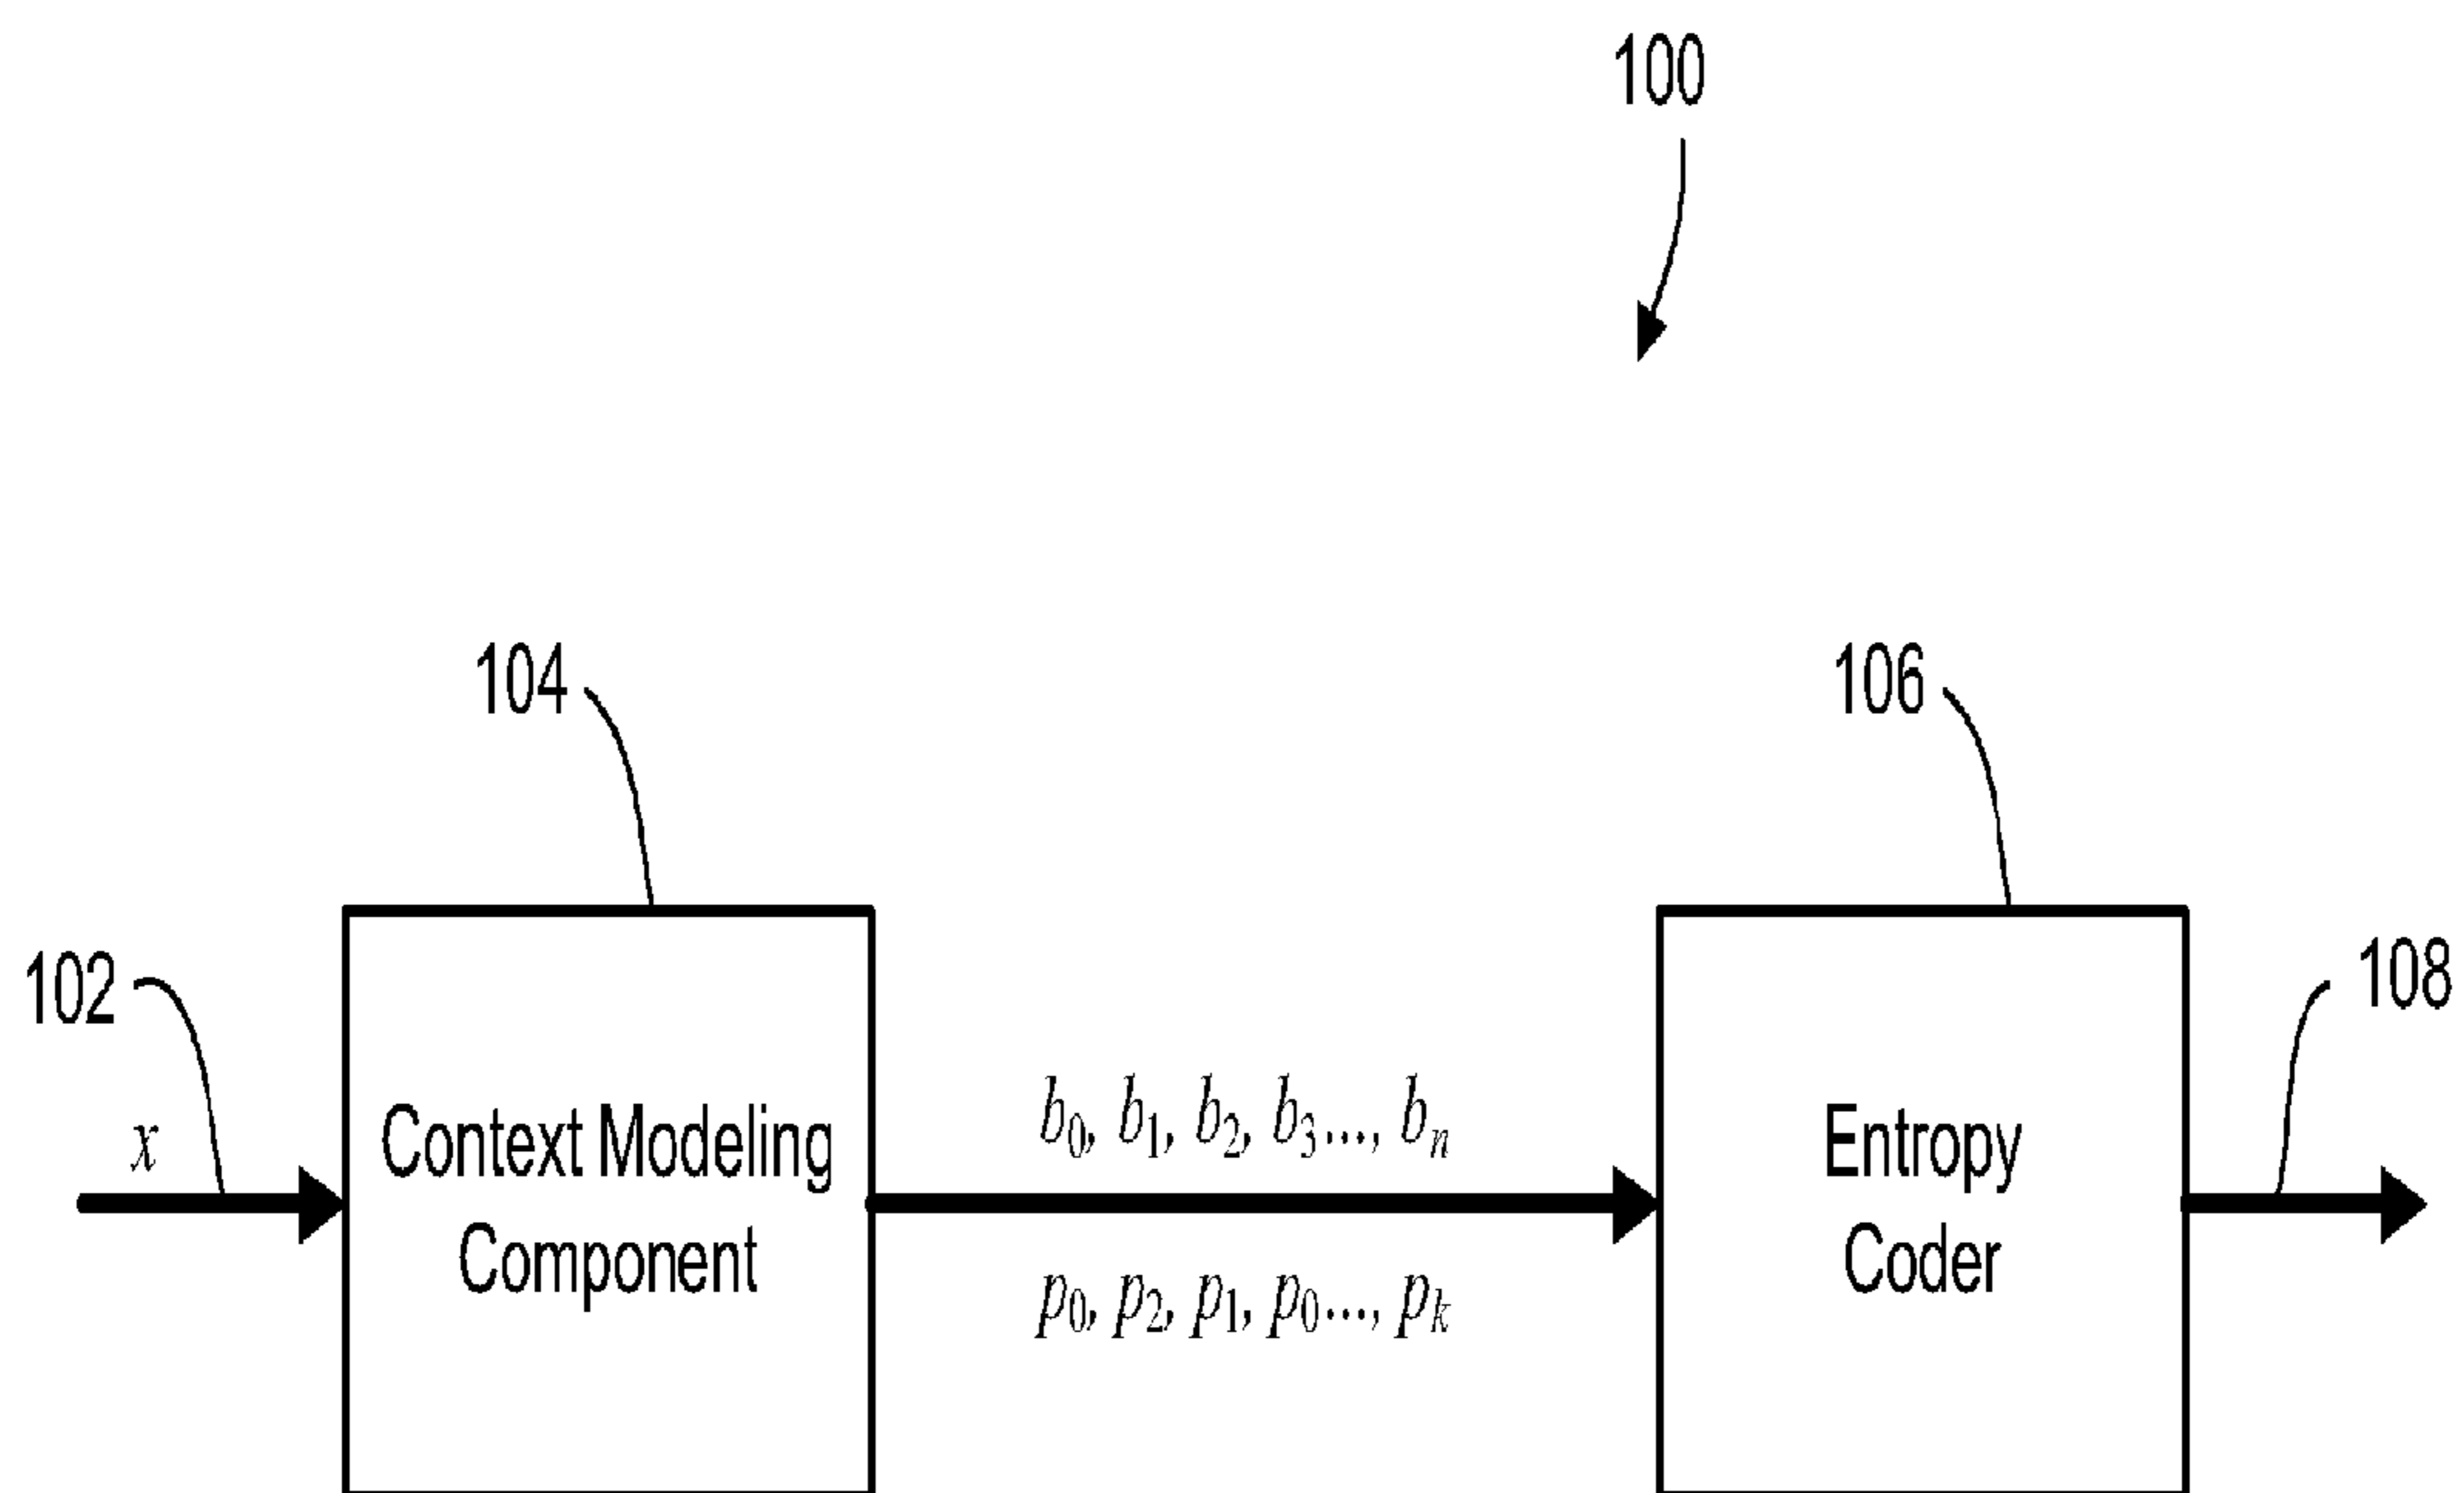 100
104
106
102
108
x
b0, b1, b2, b3..., bn
Context Modeling
Component
Entropy
Coder
p0, p2, p1, p0..., pk